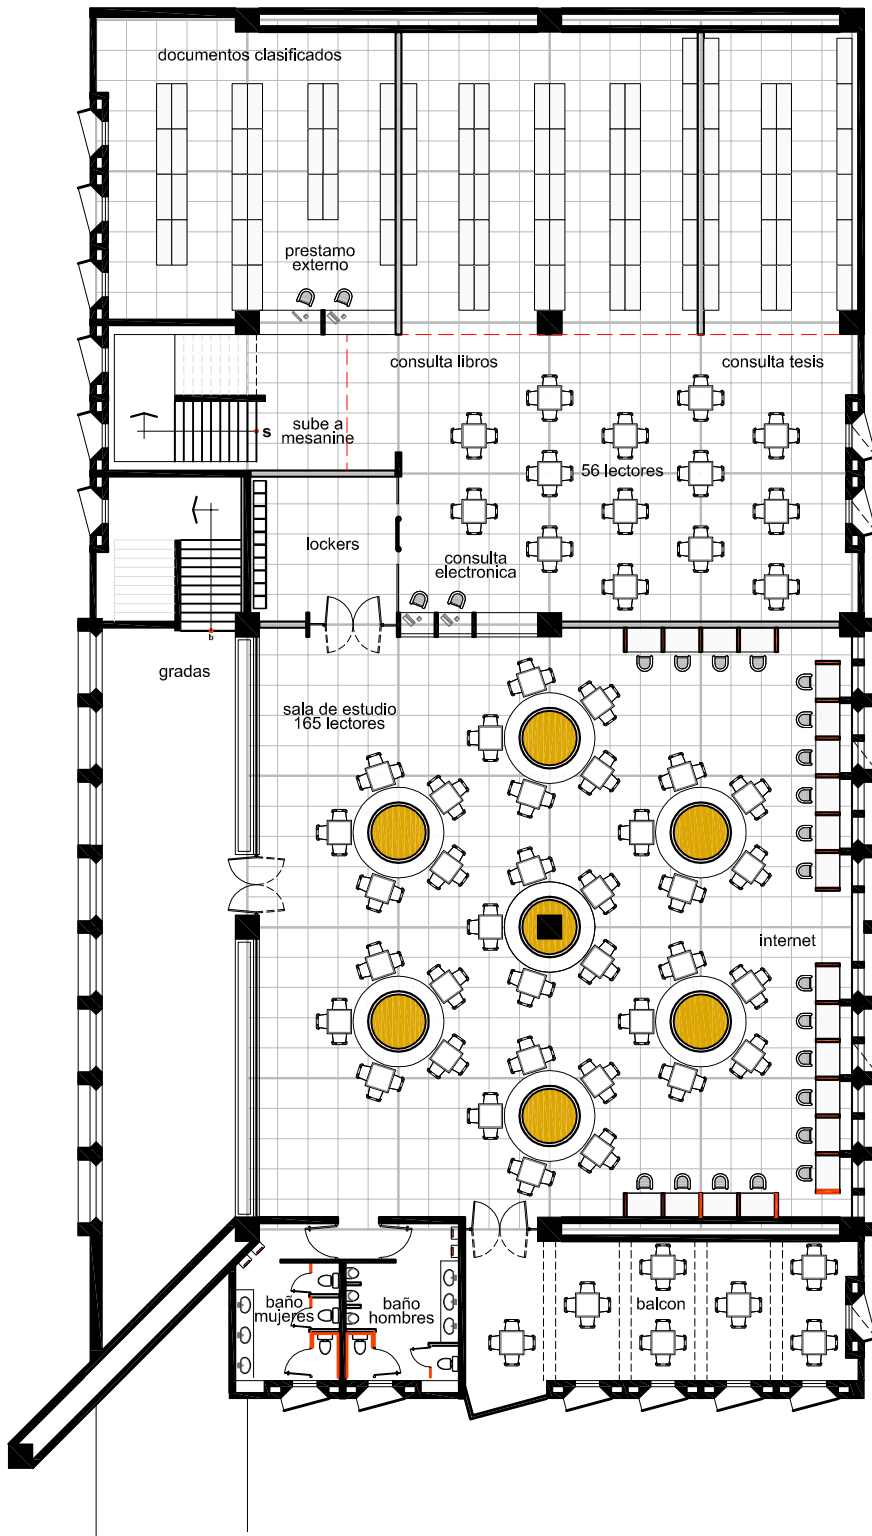 documentos clasificados
prestamo
externo
consulta libros
consulta tesis
sube a
mesanine
s
56 lectores
lockers
consulta
electronica
b
gradas
sala de estudio
165 lectores
internet
baño
mujeres
baño
hombres
balcon